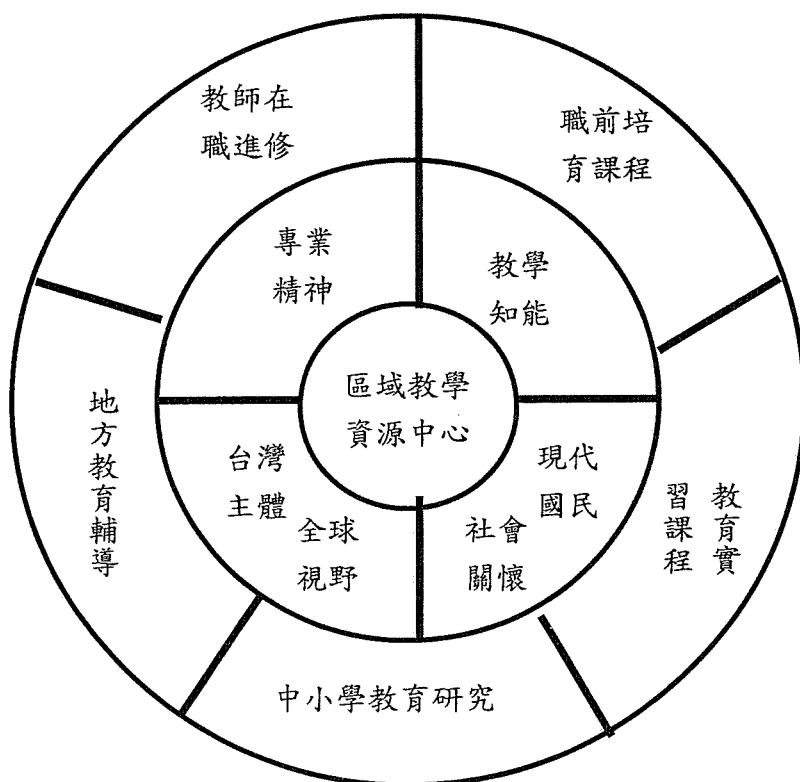 教師在
職進修
職前培
育課程
專業
精神
教學
知能
區域教學
資源中心
地方教育輔導
台灣
主體
全球
視野
現代
國民
社會
關懷
教育實
習課程
中小學教育研究